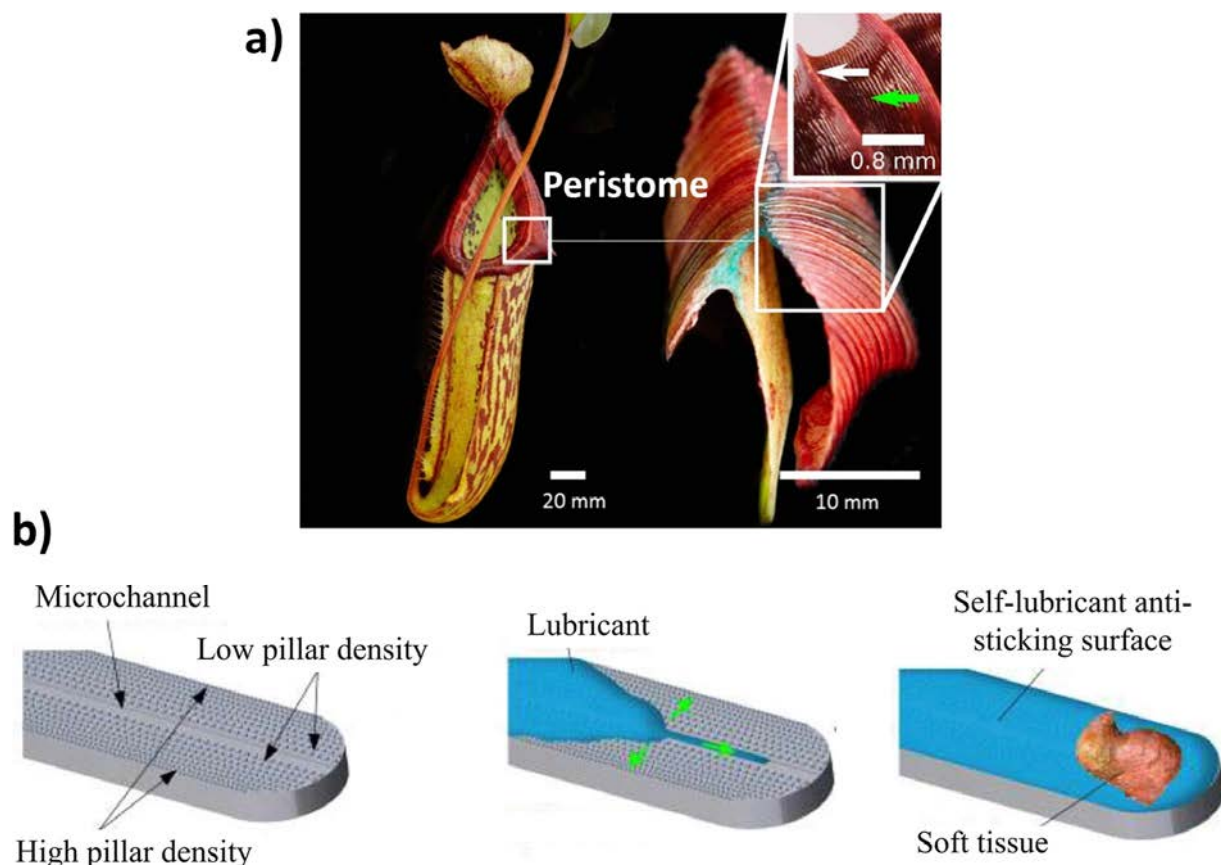 a)
Peristome
0.8 mm
20 mm
10 mm
b)
Microchannel
Low pillar density
High pillar density
Lubricant
Self-lubricant anti-
sticking surface
Soft tissue